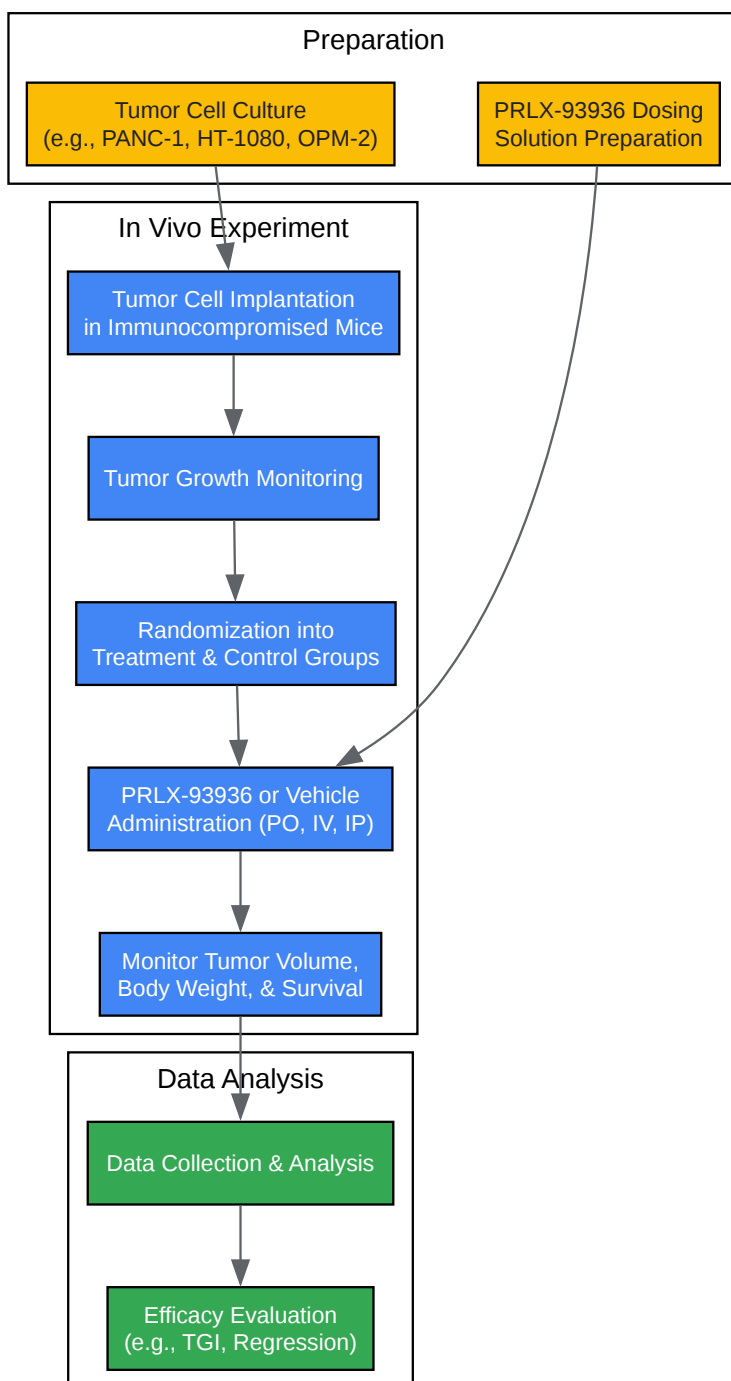 Preparation
Tumor Cell Culture
(e.g., PANC-1, HT-1080, OPM-2)
PRLX-93936 Dosing
Solution Preparation
In Vivo Experiment
Tumor Cell Implantation
in Immunocompromised Mice
Tumor Growth Monitoring
Randomization into
Treatment & Control Groups
PRLX-93936 or Vehicle
Administration (PO, IV, IP)
Monitor Tumor Volume,
Body Weight, & Survival
Data Analysis
Data Collection & Analysis
Efficacy Evaluation
(e.g., TGI, Regression)